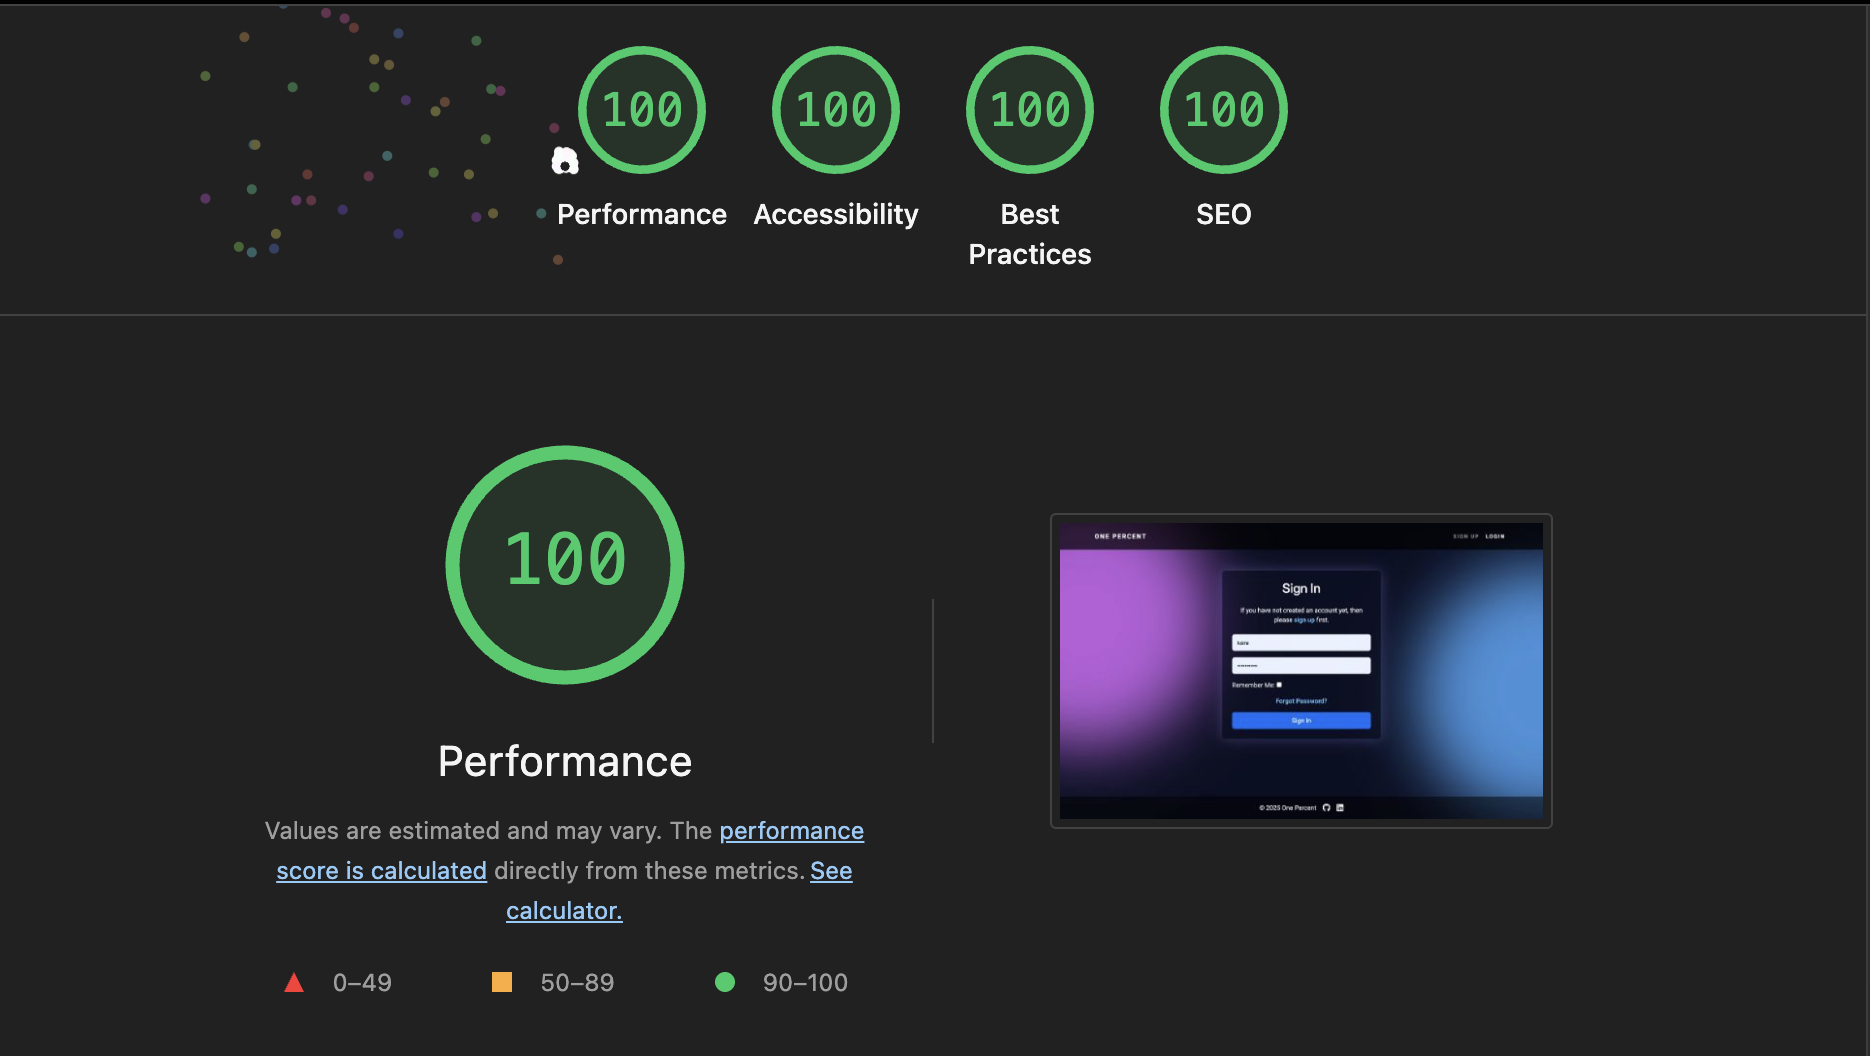 100
100
100
100
Performance
Accessibility
Best
Practices
SEO
100
Performance
Values are estimated and may vary. The performance
score is calculated directly from these metrics. See
calculator.
0–49
50–89
90–100
ONE PERCENT
SIGN UP LOGIN
Sign In
If you have not created an account yet, then
please sign up first.
Remember Me:
Forgot Password?
Sign In
© 2025 One Percent